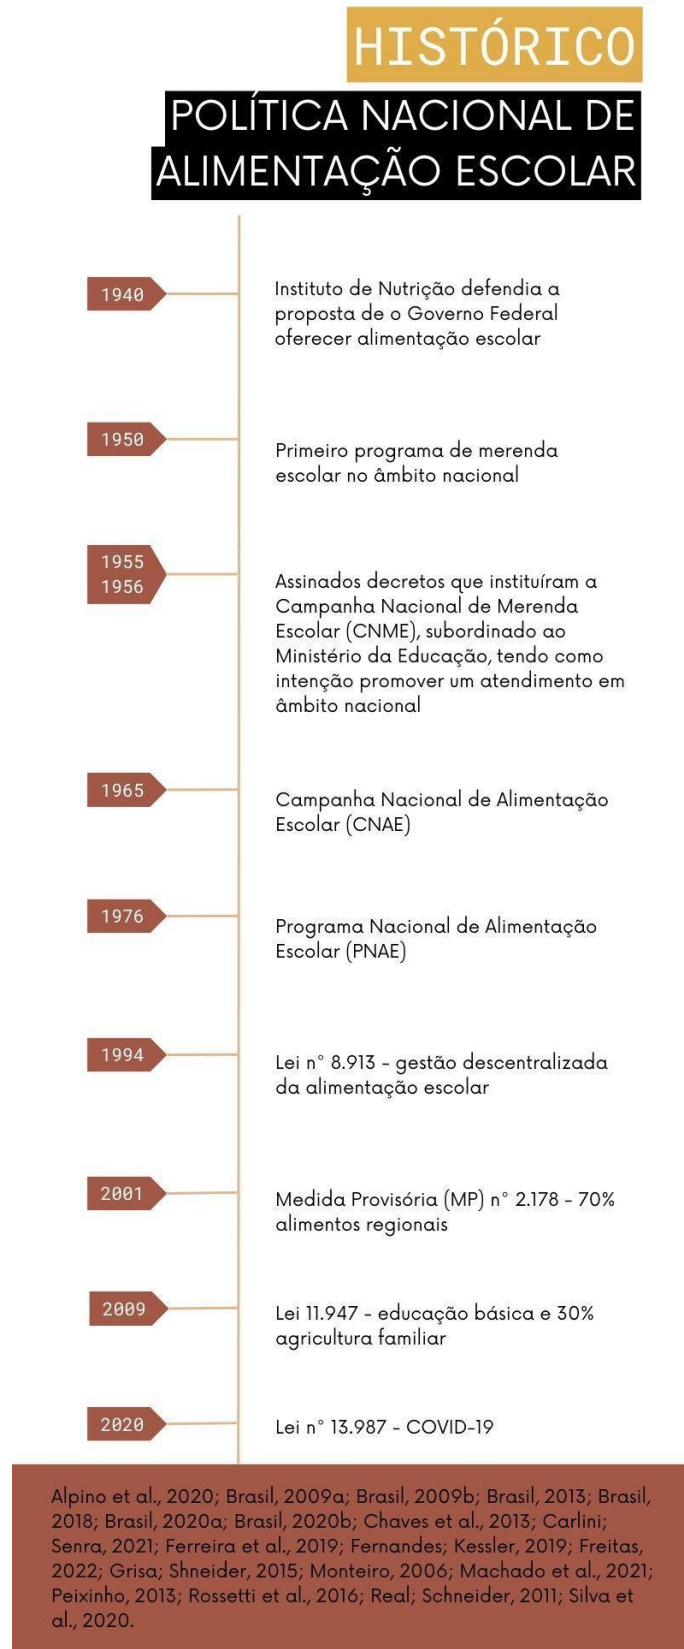 HISTÓRICO
POLÍTICA NACIONAL DE
ALIMENTAÇÃO ESCOLAR
1940
Instituto de Nutrição defendia a
proposta de o Governo Federal
oferecer alimentação escolar
1950
Primeiro programa de merenda
escolar no âmbito nacional
1955
1956
Assinados decretos que instituíram a
Campanha Nacional de Merenda
Escolar (CNME), subordinado ao
Ministério da Educação, tendo como
intenção promover um atendimento em
âmbito nacional
1965
Campanha Nacional de Alimentação
Escolar (CNAE)
1976
Programa Nacional de Alimentação
Escolar (PNAE)
1994
Lei n° 8.913 - gestão descentralizada
da alimentação escolar
2001
Medida Provisória (MP) n° 2.178 - 70%
alimentos regionais
2009
Lei 11.947 - educação básica e 30%
agricultura familiar
2020
Lei n° 13.987 - COVID-19
Alpino et al., 2020; Brasil, 2009a; Brasil, 2009b; Brasil, 2013; Brasil,
2018; Brasil, 2020a; Brasil, 2020b; Chaves et al., 2013; Carlini;
Senra, 2021; Ferreira et al., 2019; Fernandes; Kessler, 2019; Freitas,
2022; Grisa; Shneider, 2015; Monteiro, 2006; Machado et al., 2021;
Peixinho, 2013; Rossetti et al., 2016; Real; Schneider, 2011; Silva et
al., 2020.